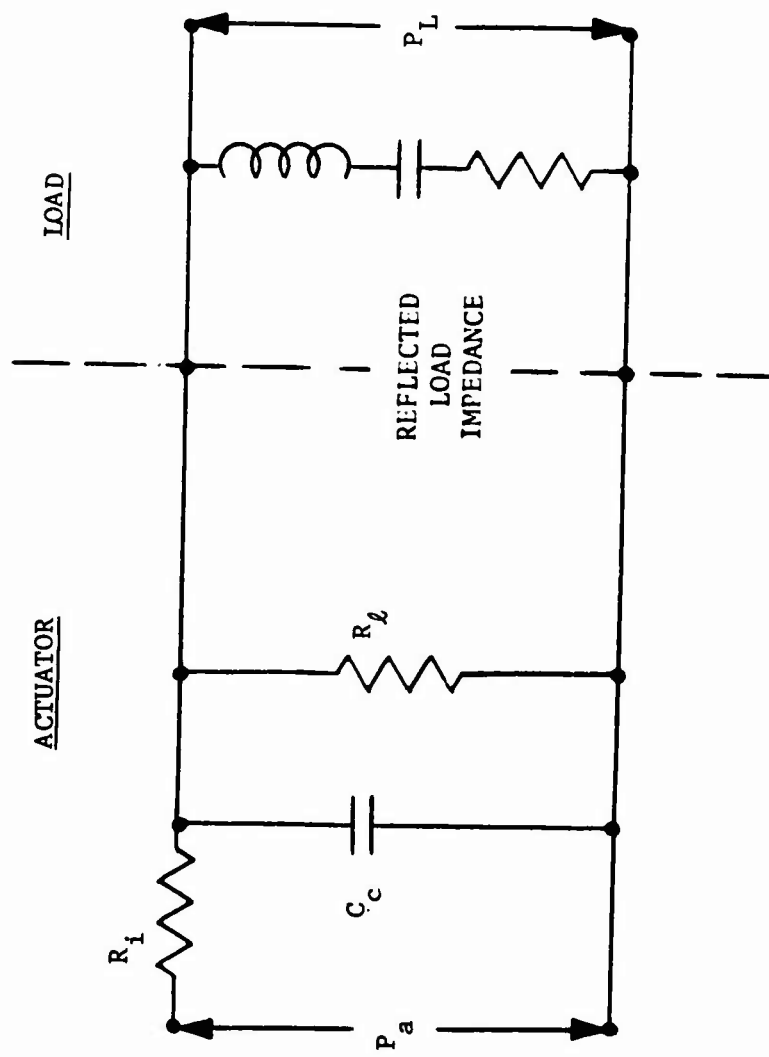 ACTUATOR
LOAD
R_i
C_c
R_ℓ
P_a
P_L
REFLECTED
LOAD
IMPEDANCE